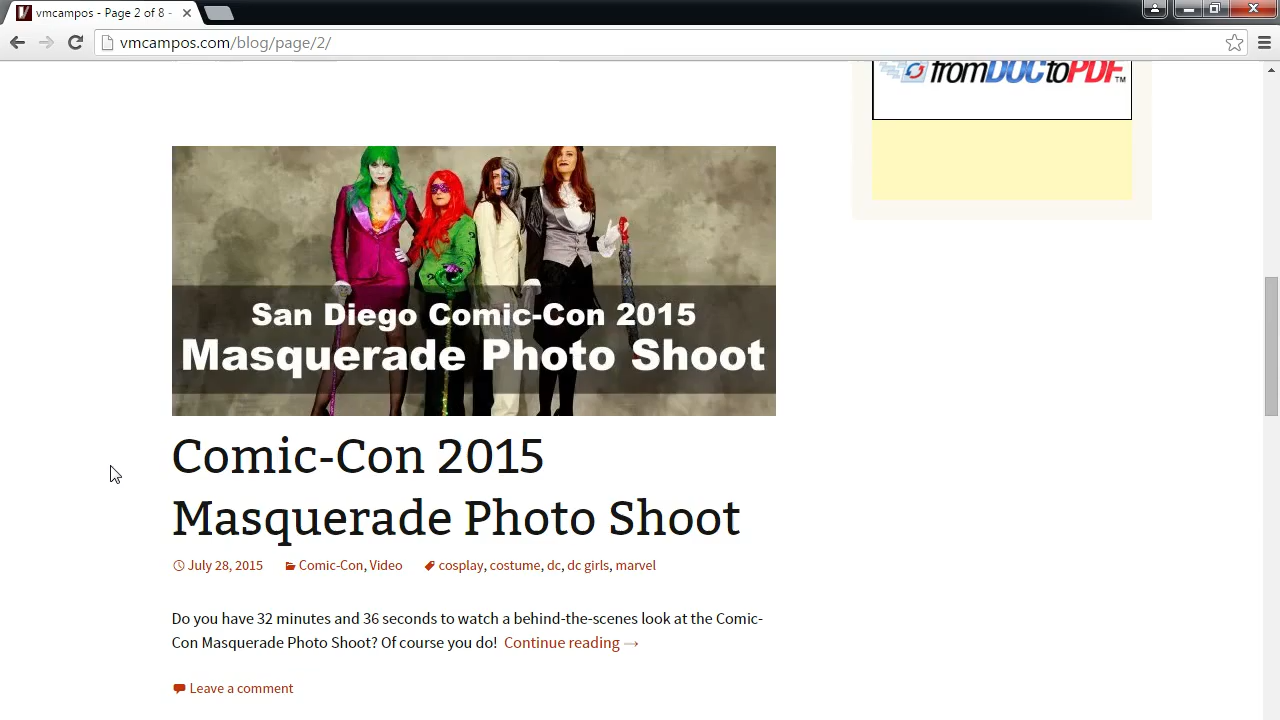 vmcampos - Page 2 of 8 -
vmcampos.com/blog/page/2/
fromDOCtoPDF™
San Diego Comic-Con 2015
Masquerade Photo Shoot
Comic-Con 2015
Masquerade Photo Shoot
July 28, 2015 Comic-Con, Video cosplay, costume, dc, dc girls, marvel
Do you have 32 minutes and 36 seconds to watch a behind-the-scenes look at the Comic-
Con Masquerade Photo Shoot? Of course you do! Continue reading →
Leave a comment